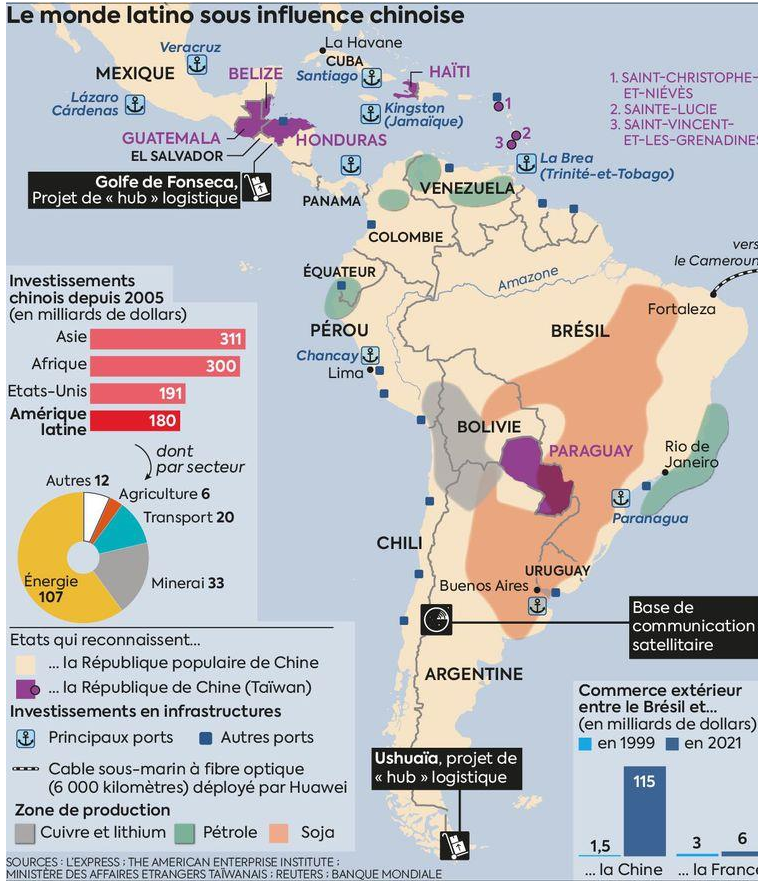 Le monde latino sous influence chinoise
Veracruz
La Havane
CUBA
MEXIQUE
BELIZE
Santiago
HAÏTI
Lázaro
Cárdenas
Kingston
(Jamaïque)
1. SAINT-CHRISTOPHE-
ET-NIÉVÈS
2. SAINTE-LUCIE
3. SAINT-VINCENT-
ET-LES-GRENADINES
1
2
3
GUATEMALA
HONDURAS
EL SALVADOR
La Brea
(Trinité-et-Tobago)
Golfe de Fonseca,
Projet de « hub » logistique
PANAMA
VENEZUELA
COLOMBIE
vers
le Cameroun
ÉQUATEUR
Amazone
Fortaleza
PÉROU
BRÉSIL
Chancay
Lima
Investissements
chinois depuis 2005
(en milliards de dollars)
Asie 311
Afrique 300
Etats-Unis 191
Amérique
latine 180
dont
par secteur
Autres 12
Agriculture 6
Transport 20
Énergie
107
Minerai 33
BOLIVIE
PARAGUAY
Rio de
Janeiro
Paranagua
CHILI
URUGUAY
Buenos Aires
Base de
communication
satellitaire
ARGENTINE
Etats qui reconnaissent...
... la République populaire de Chine
... la République de Chine (Taïwan)
Investissements en infrastructures
Principaux ports
Autres ports
Cable sous-marin à fibre optique
(6 000 kilomètres) déployé par Huawei
Zone de production
Cuivre et lithium
Pétrole
Soja
Ushuaïa, projet de
« hub » logistique
Commerce extérieur
entre le Brésil et...
(en milliards de dollars)
en 1999
en 2021
1,5
115
3
6
... la Chine
... la France
SOURCES : L'EXPRESS ; THE AMERICAN ENTERPRISE INSTITUTE ;
MINISTÈRE DES AFFAIRES ETRANGERS TAÏWANAIS ; REUTERS ; BANQUE MONDIALE